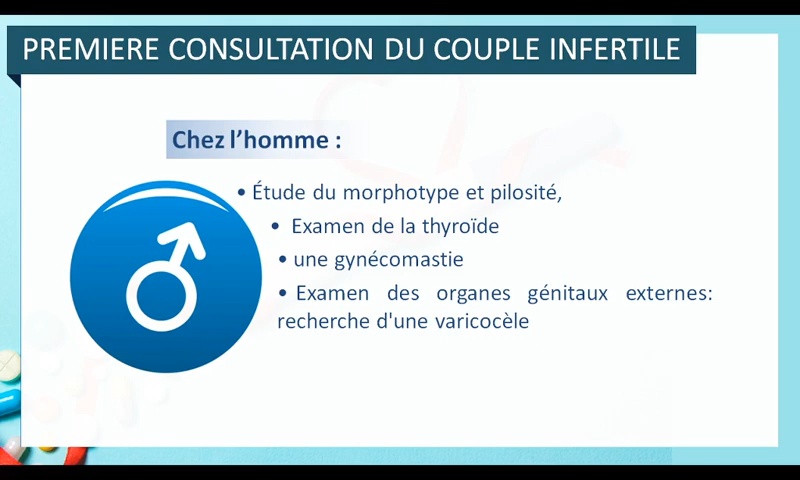 PREMIERE CONSULTATION DU COUPLE INFERTILE
Chez l'homme :
• Étude du morphotype et pilosité,
• Examen de la thyroïde
• une gynécomastie
• Examen des organes génitaux externes:
recherche d'une varicocèle